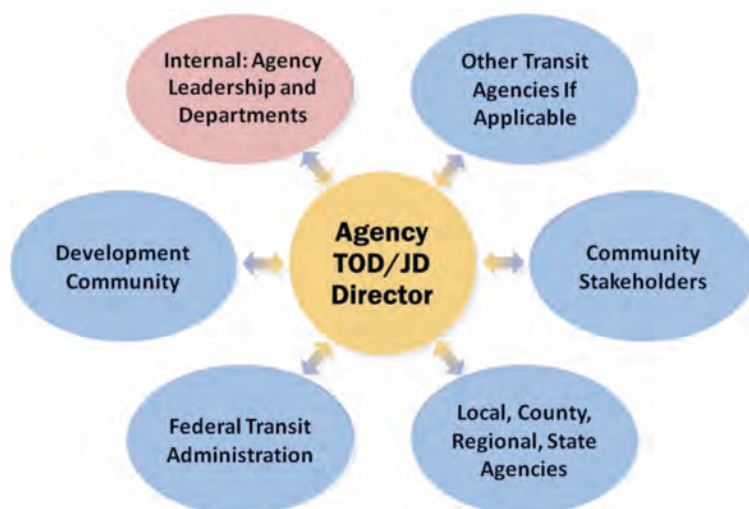 Internal: Agency
Leadership and
Departments
Other Transit
Agencies If
Applicable
Development
Community
Agency
TOD/JD
Director
Community
Stakeholders
Federal Transit
Administration
Local, County,
Regional, State
Agencies